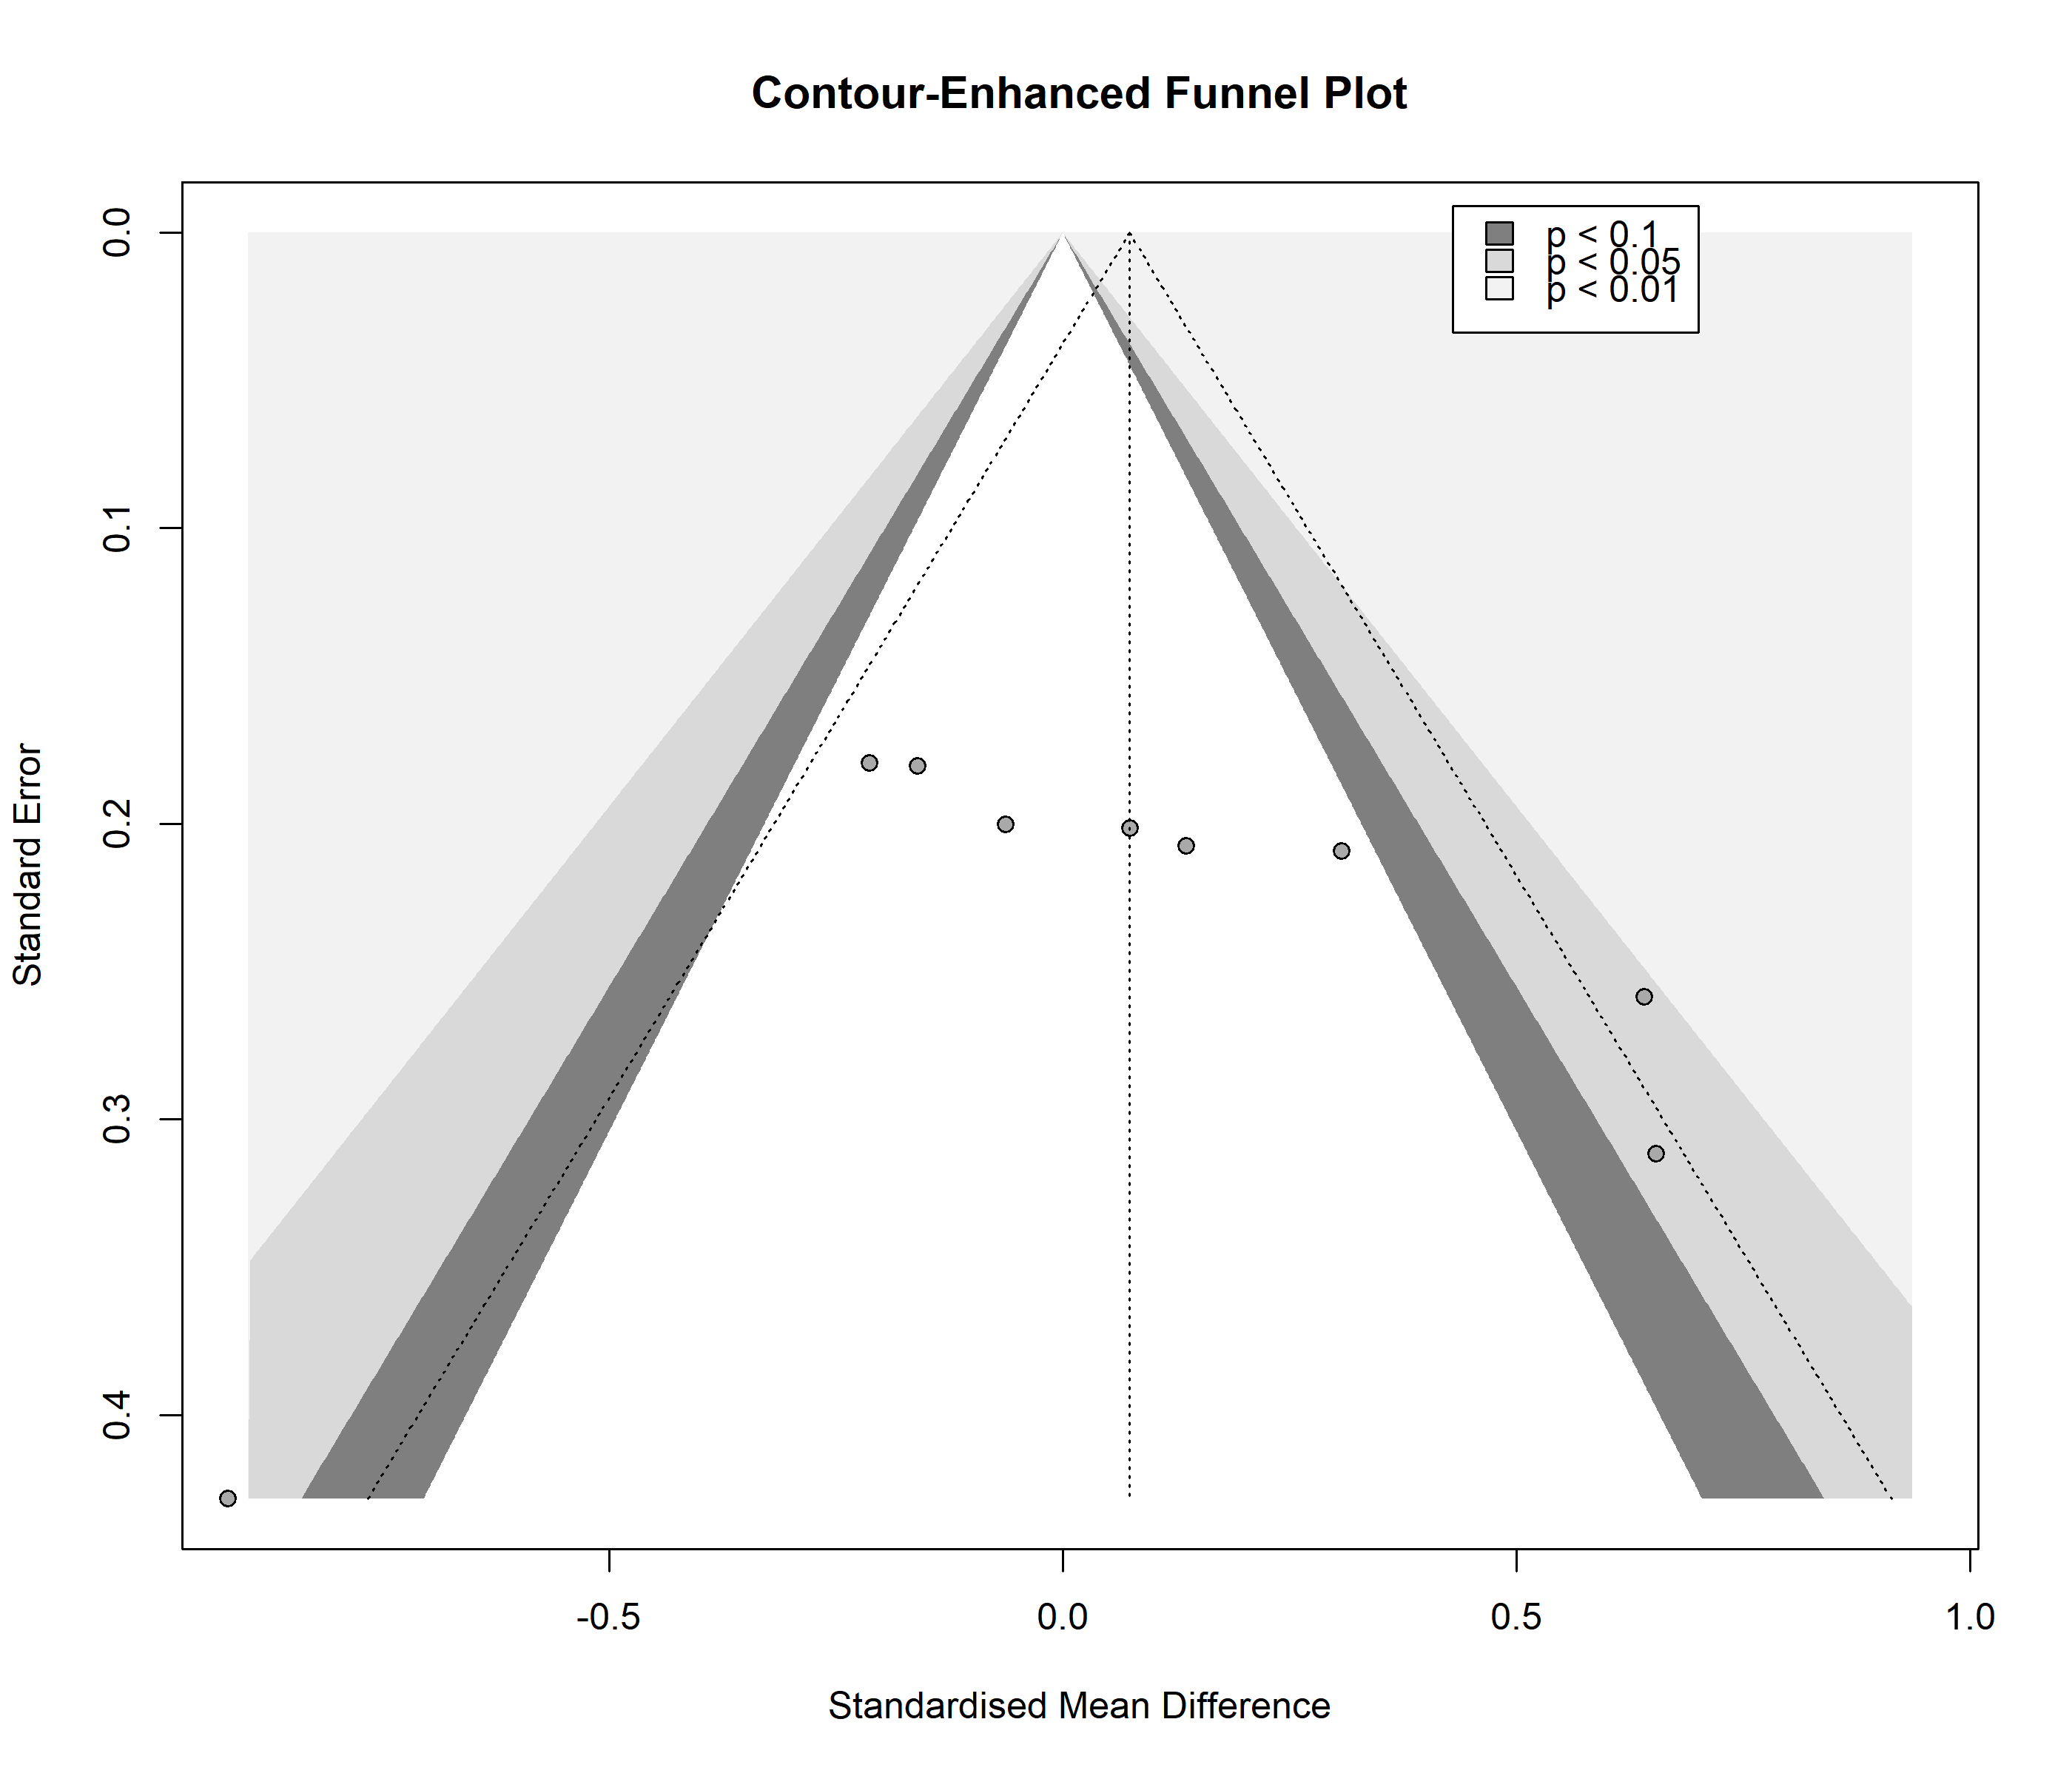 Contour-Enhanced Funnel Plot
p < 0.1
p < 0.05
p < 0.01
Standard Error
0.0
0.1
0.2
0.3
0.4
-0.5
0.0
0.5
1.0
Standardised Mean Difference